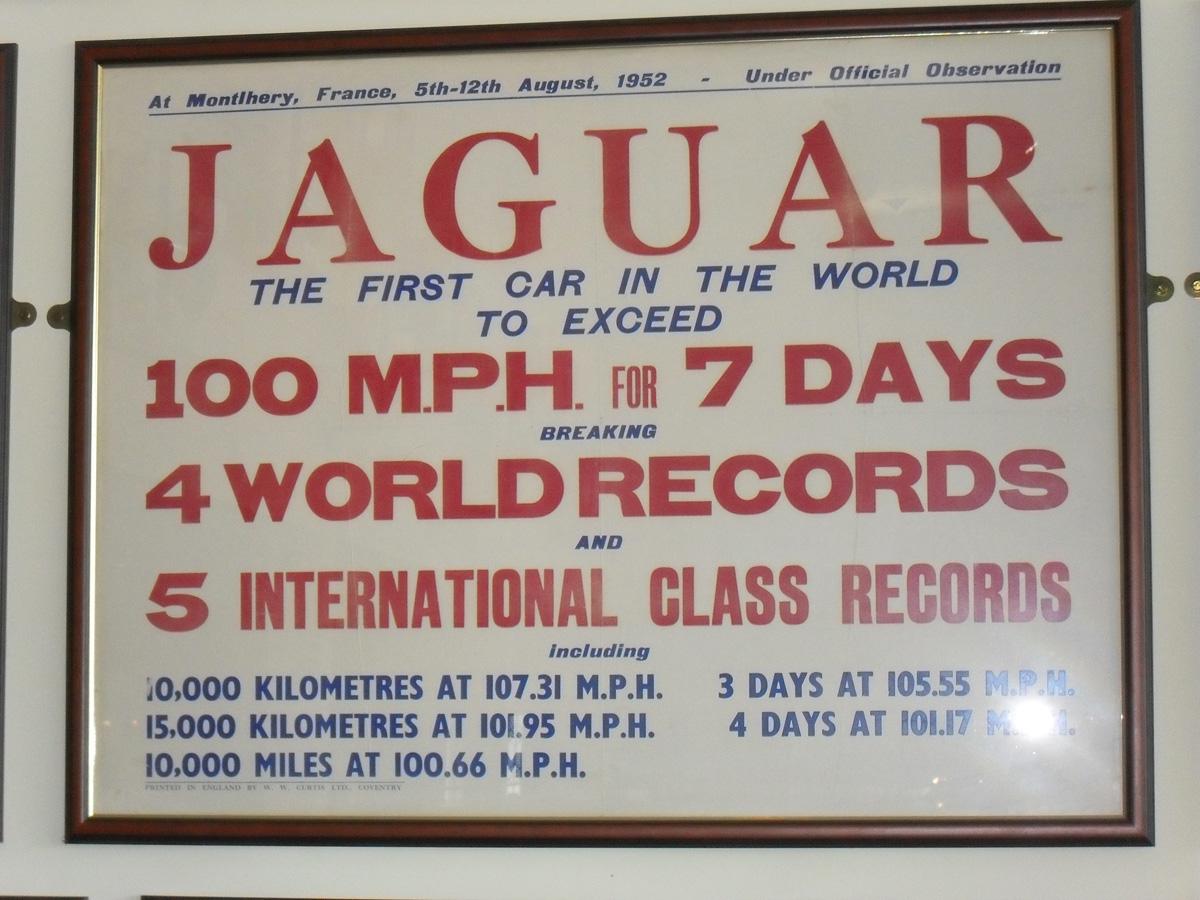 At Montlhery, France, 5th-12th August, 1952 - Under Official Observation
JAGUAR
THE FIRST CAR IN THE WORLD
TO EXCEED
100 M.P.H. FOR 7 DAYS
BREAKING
4 WORLD RECORDS
AND
5 INTERNATIONAL CLASS RECORDS
including
10,000 KILOMETRES AT 107.31 M.P.H. 3 DAYS AT 105.55 M.P.H.
15,000 KILOMETRES AT 101.95 M.P.H. 4 DAYS AT 101.17 M.P.H.
10,000 MILES AT 100.66 M.P.H.
PRINTED IN ENGLAND BY W. W. CURTIS LTD., COVENTRY